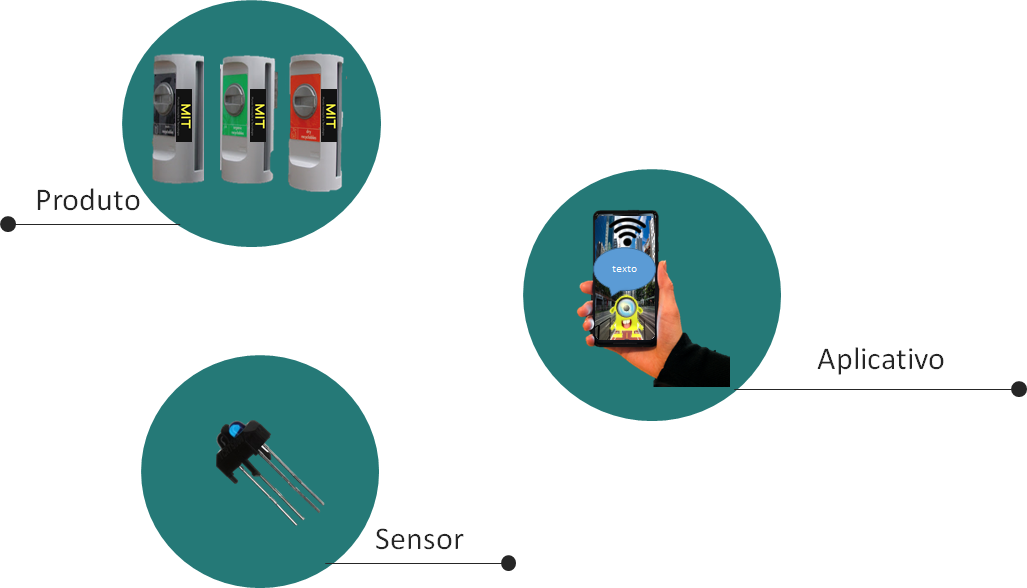 MIT
MIT
MIT
Produto
texto
Aplicativo
Sensor